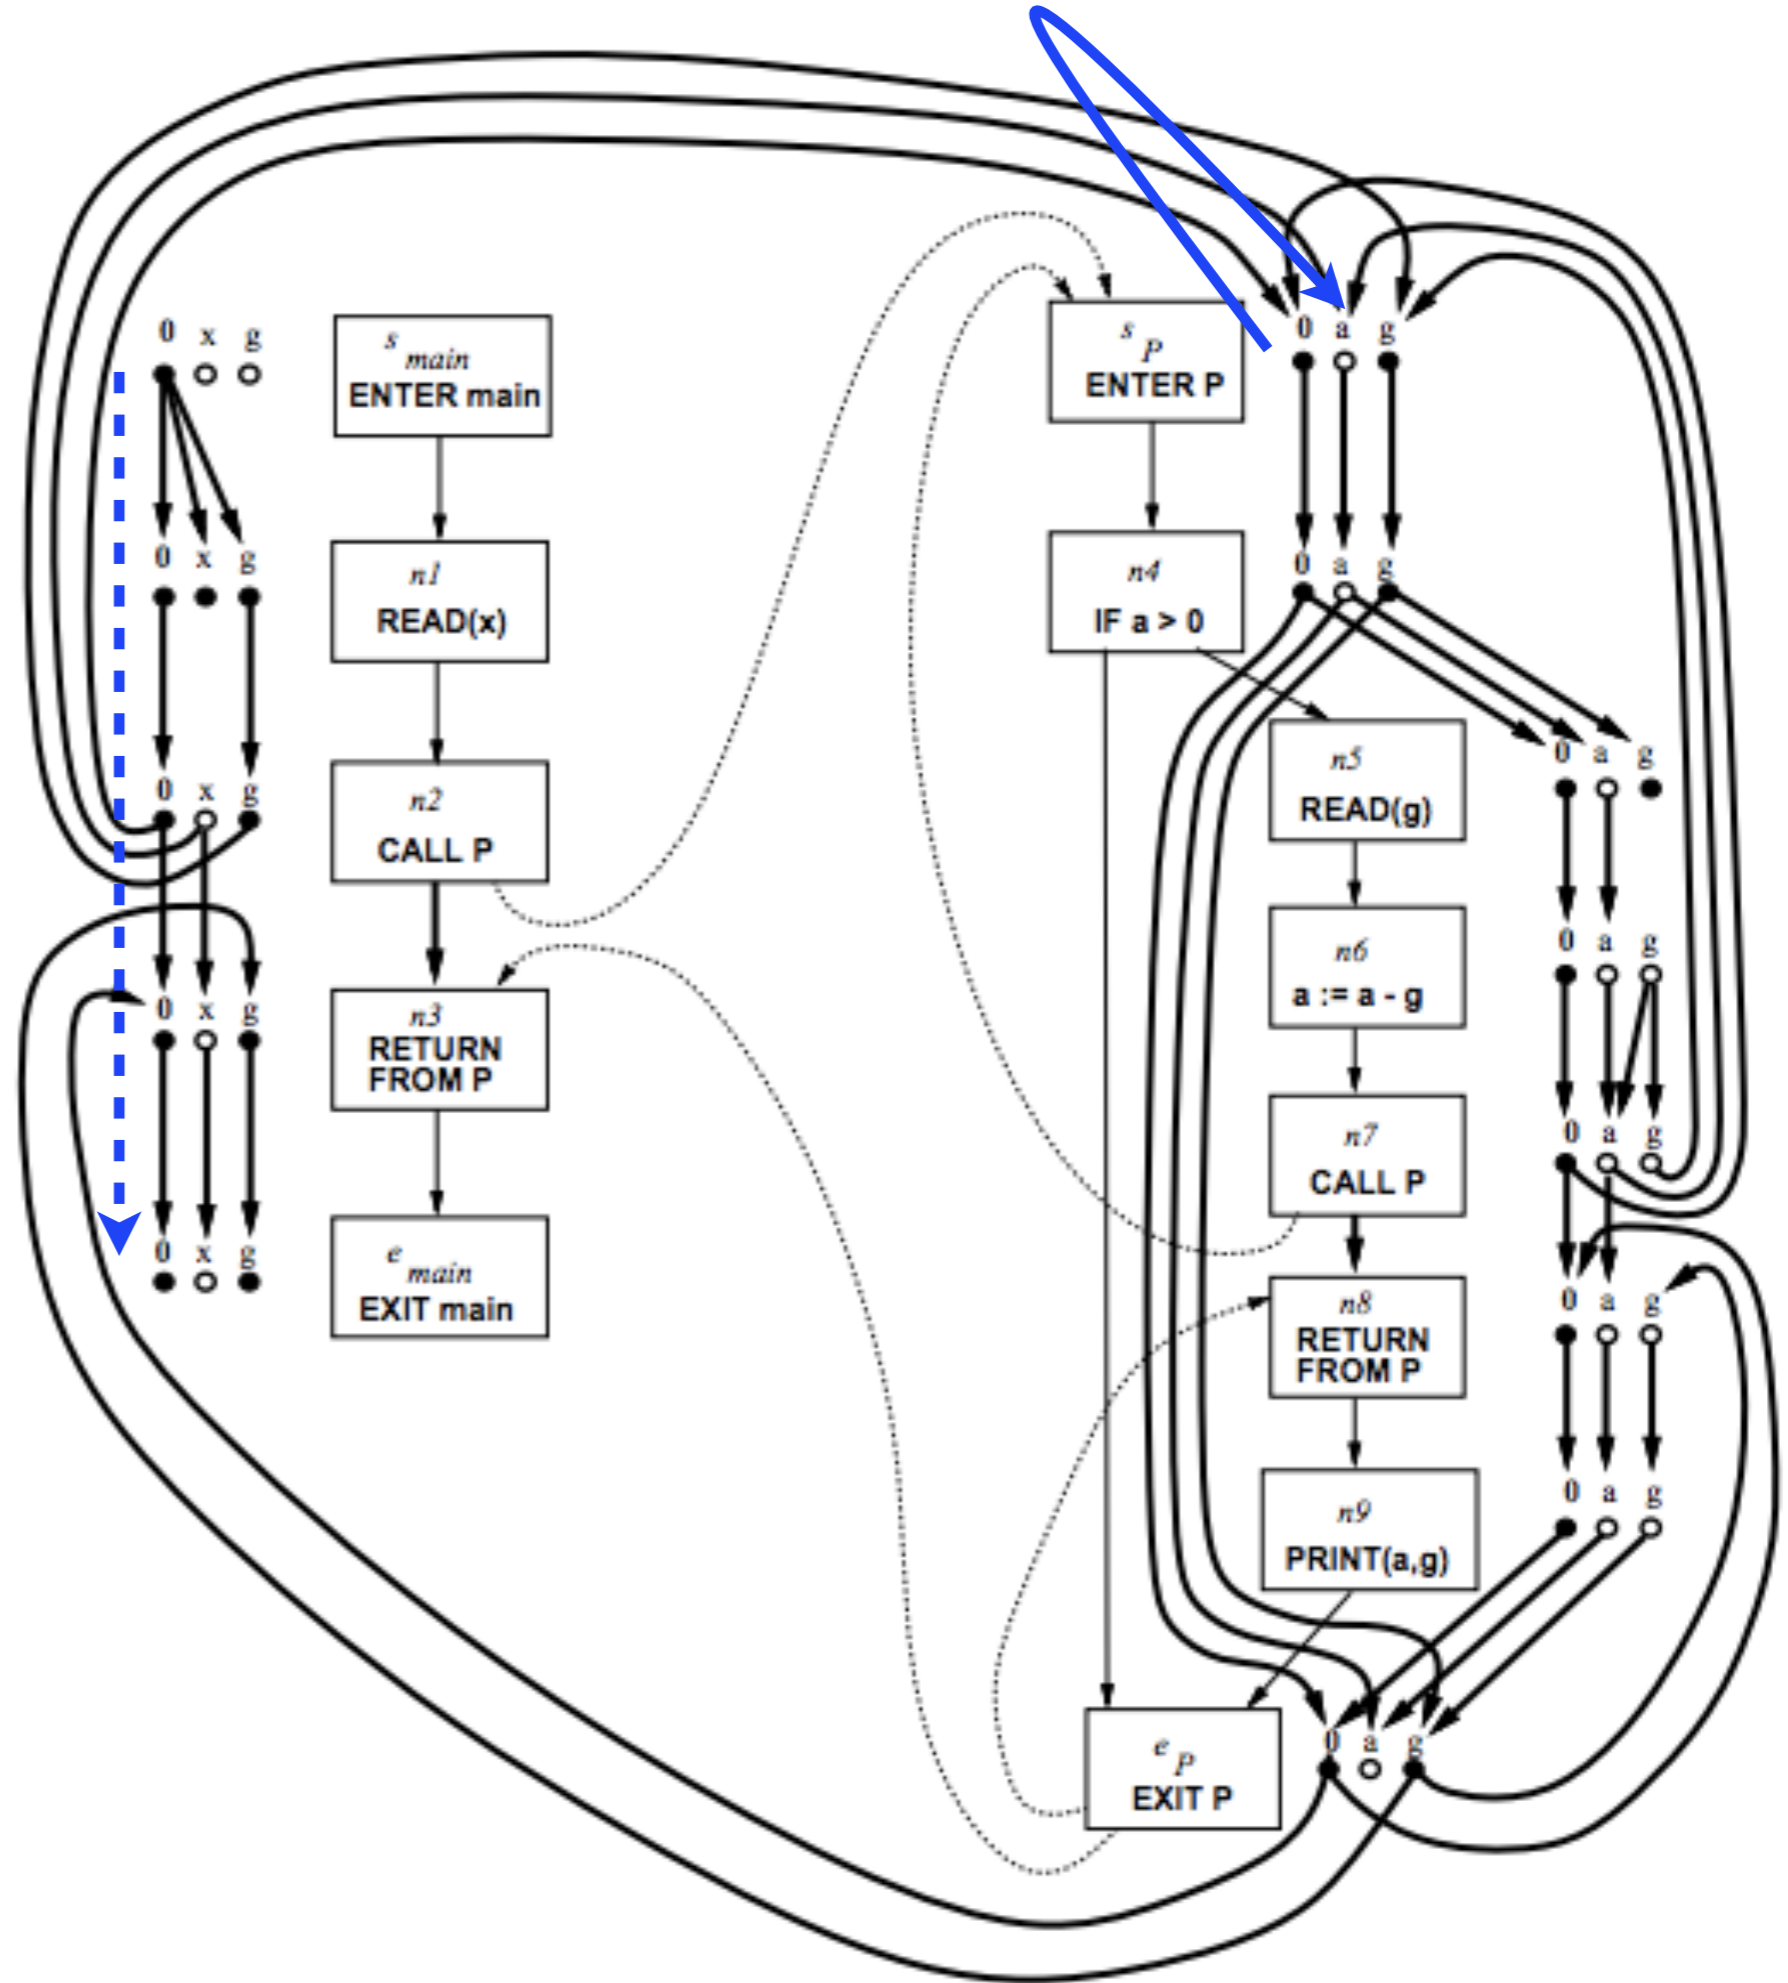 0 x g
s main
ENTER main
0 x g
n1
READ(x)
0 x g
n2
CALL P
0 x g
n3
RETURN
FROM P
0 x g
e main
EXIT main
s P
ENTER P
0 a g
n4
IF a > 0
0 a g
n5
READ(g)
0 a g
n6
a := a - g
0 a g
n7
CALL P
0 a g
n8
RETURN
FROM P
0 a g
n9
PRINT(a,g)
0 a g
e P
EXIT P
0 a g